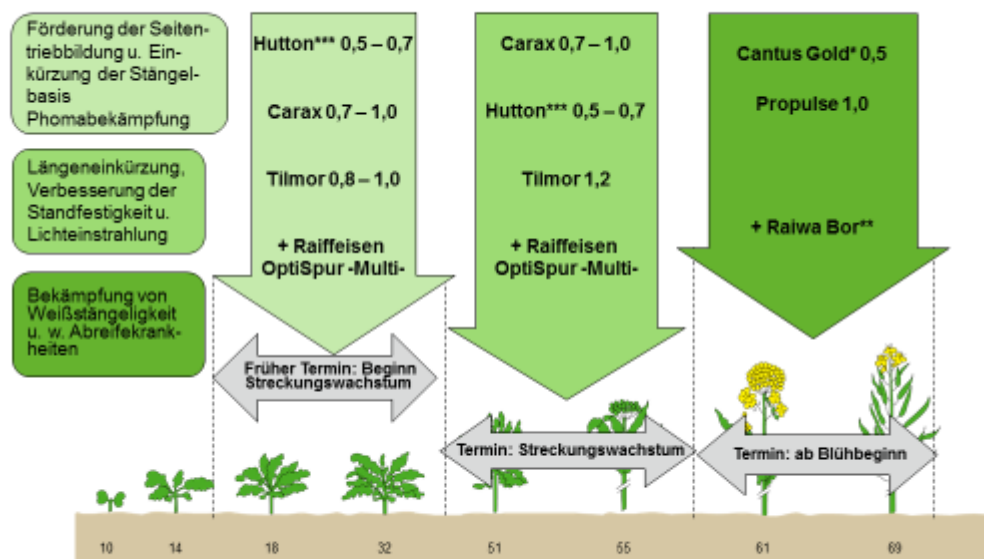 Förderung der Seiten-
triebbildung u. Ein-
kürzung der Stängel-
basis
Phomabekämpfung
Längeneinkürzung,
Verbesserung der
Standfestigkeit u.
Lichteinstrahlung
Bekämpfung von
Weißstängeligkeit
u. w. Abreifekrank-
heiten
Hutton*** 0,5 – 0,7
Carax 0,7 – 1,0
Tilmor 0,8 – 1,0
+ Raiffeisen
OptiSpur -Multi-
Früher Termin: Beginn
Streckungswachstum
Carax 0,7 – 1,0
Hutton*** 0,5 – 0,7
Tilmor 1,2
+ Raiffeisen
OptiSpur -Multi-
Termin: Streckungswachstum
Cantus Gold* 0,5
Propulse 1,0
+ Raiwa Bor**
Termin: ab Blühbeginn
10 14 18 32 51 55 61 69